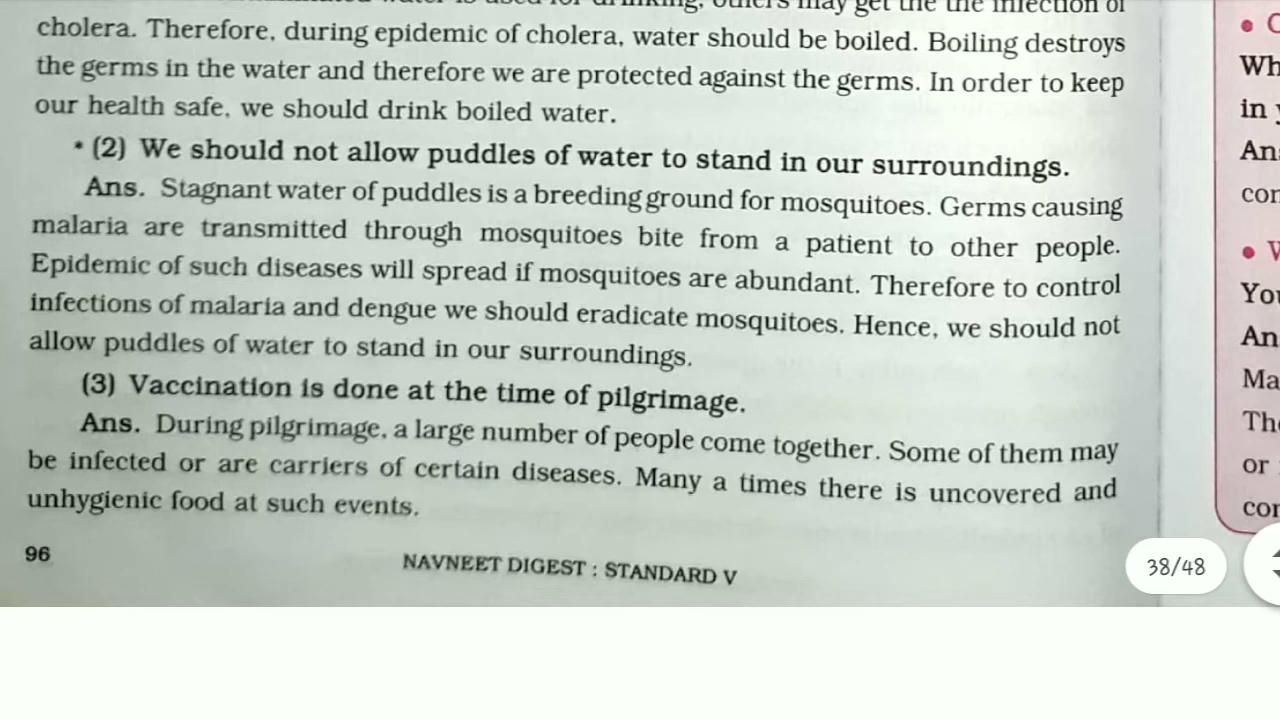 cholera. Therefore, during epidemic of cholera, water should be boiled. Boiling destroys
the germs in the water and therefore we are protected against the germs. In order to keep
our health safe, we should drink boiled water.
* (2) We should not allow puddles of water to stand in our surroundings.
Ans. Stagnant water of puddles is a breeding ground for mosquitoes. Germs causing
malaria are transmitted through mosquitoes bite from a patient to other people.
Epidemic of such diseases will spread if mosquitoes are abundant. Therefore to control
infections of malaria and dengue we should eradicate mosquitoes. Hence, we should not
allow puddles of water to stand in our surroundings.
(3) Vaccination is done at the time of pilgrimage.
Ans. During pilgrimage, a large number of people come together. Some of them may
be infected or are carriers of certain diseases. Many a times there is uncovered and
unhygienic food at such events.
96
NAVNEET DIGEST : STANDARD V
38/48
Wh
in
An
con
You
An
Ma
The
or
con